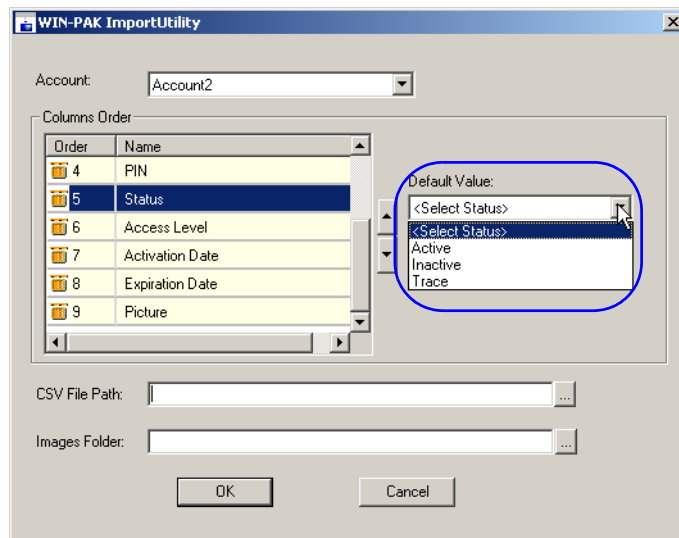 WIN-PAK ImportUtility
Account:
Account2
Columns Order
Order Name
4 PIN
5 Status
6 Access Level
7 Activation Date
8 Expiration Date
9 Picture
Default Value:
<Select Status>
<Select Status>
Active
Inactive
Trace
CSV File Path:
...
Images Folder:
...
OK Cancel